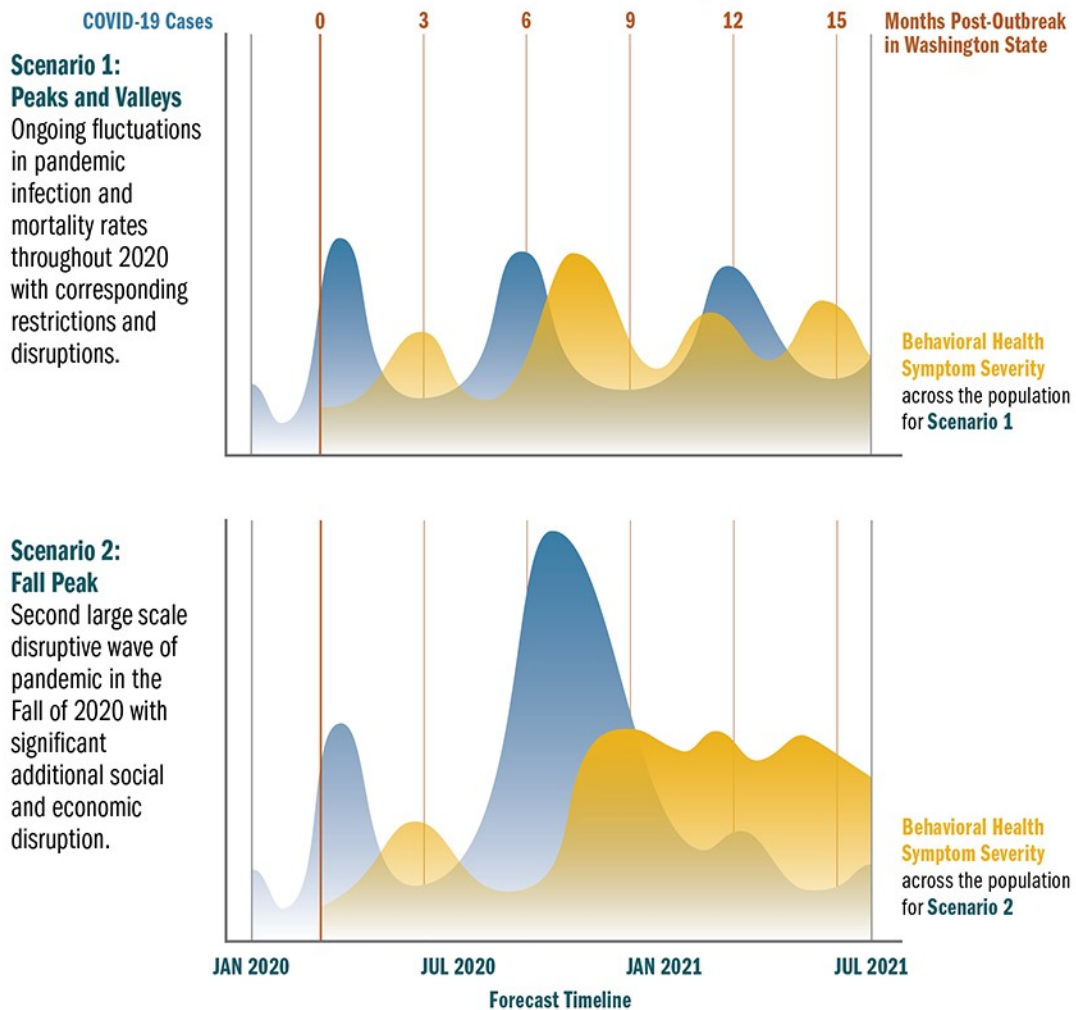 COVID-19 Cases
0 3 6 9 12 15
Months Post-Outbreak
in Washington State
Scenario 1:
Peaks and Valleys
Ongoing fluctuations
in pandemic
infection and
mortality rates
throughout 2020
with corresponding
restrictions and
disruptions.
Behavioral Health
Symptom Severity
across the population
for Scenario 1
Scenario 2:
Fall Peak
Second large scale
disruptive wave of
pandemic in the
Fall of 2020 with
significant
additional social
and economic
disruption.
Behavioral Health
Symptom Severity
across the population
for Scenario 2
JAN 2020 JUL 2020 JAN 2021 JUL 2021
Forecast Timeline